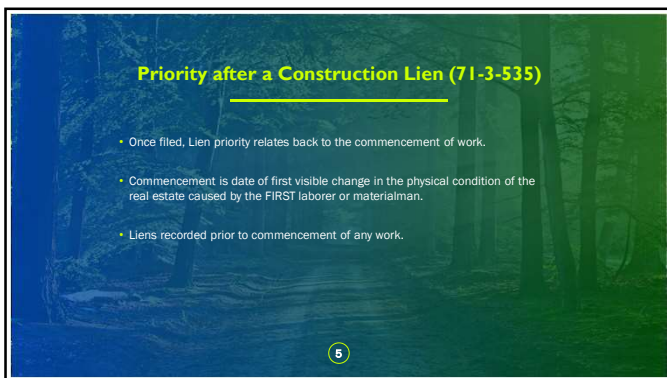 Priority after a Construction Lien (71-3-535)
▪ Once filed, Lien priority relates back to the commencement of work.
▪ Commencement is date of first visible change in the physical condition of the
real estate caused by the FIRST laborer or materialman.
▪ Liens recorded prior to commencement of any work.
5